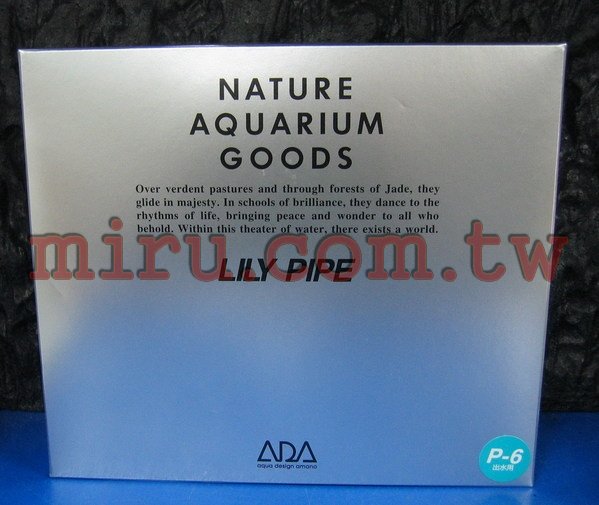 NATURE
AQUARIUM
GOODS
Over verdent pastures and through forests of Jade, they
glide in majesty. In schools of brilliance, they dance to the
rhythms of life, bringing peace and wonder to all who
behold. Within this theater of water, there exists a world.
miru.com.tw
LILY PIPE
ADA
aqua design amano
P-6
出水用